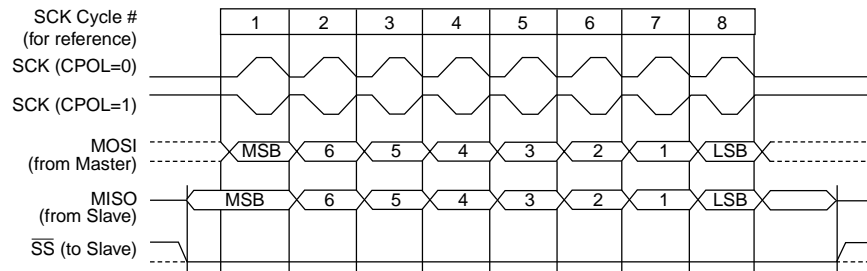 SCK Cycle # 1 2 3 4 5 6 7 8
(for reference)
SCK (CPOL=0)
SCK (CPOL=1)
MOSI MSB 6 5 4 3 2 1 LSB
(from Master)
MISO MSB 6 5 4 3 2 1 LSB
(from Slave)
SS (to Slave)